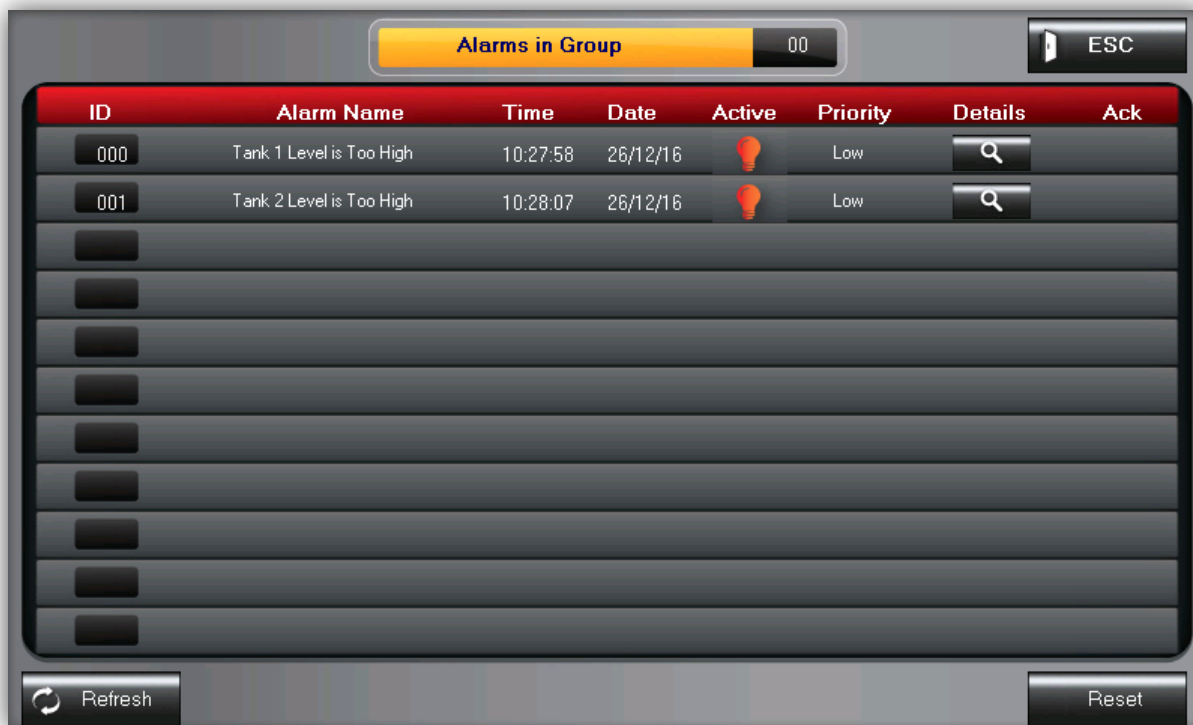 Alarms in Group 00
ESC
ID Alarm Name Time Date Active Priority Details Ack
000 Tank 1 Level is Too High 10:27:58 26/12/16 Low
001 Tank 2 Level is Too High 10:28:07 26/12/16 Low
Refresh
Reset